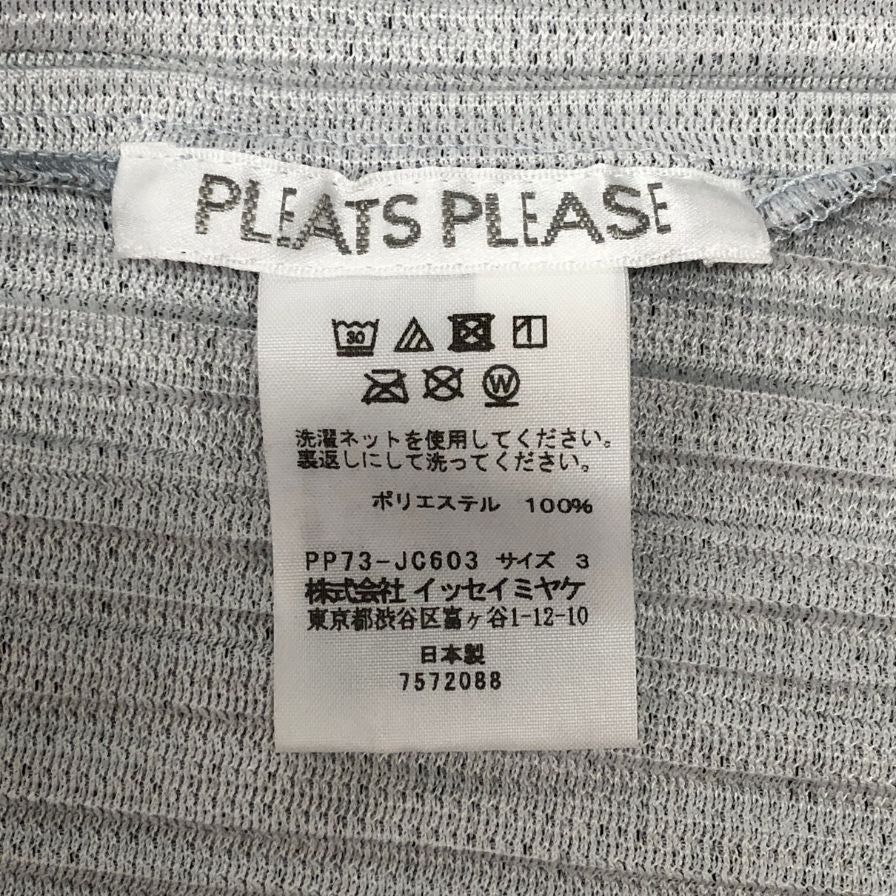 PLEATS PLEASE
30
W
洗濯ネットを使用してください。
裏返しにして洗ってください。
ポリエステル 100%
PP73-JC603 サイズ 3
株式会社 イッセイミヤケ
東京都渋谷区富ヶ谷1-12-10
日本製
7572088